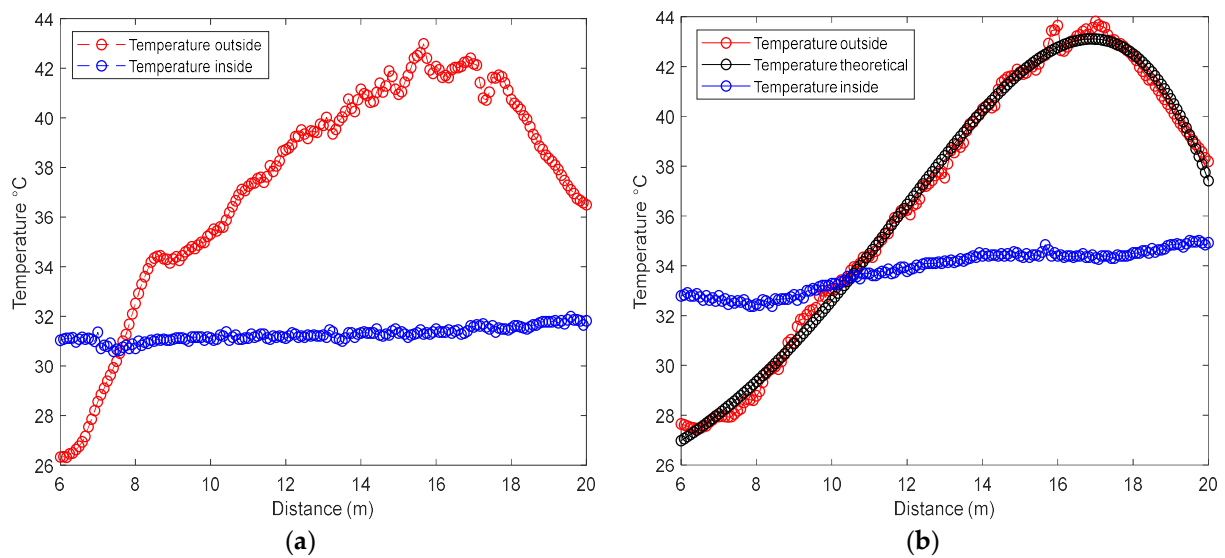 44
42
40
38
36
34
32
30
28
26
Temperature °C
Temperature outside
Temperature inside
6 8 10 12 14 16 18 20
Distance (m)
(a)
44
42
40
38
36
34
32
30
28
26
Temperature °C
Temperature outside
Temperature theoretical
Temperature inside
6 8 10 12 14 16 18 20
Distance (m)
(b)